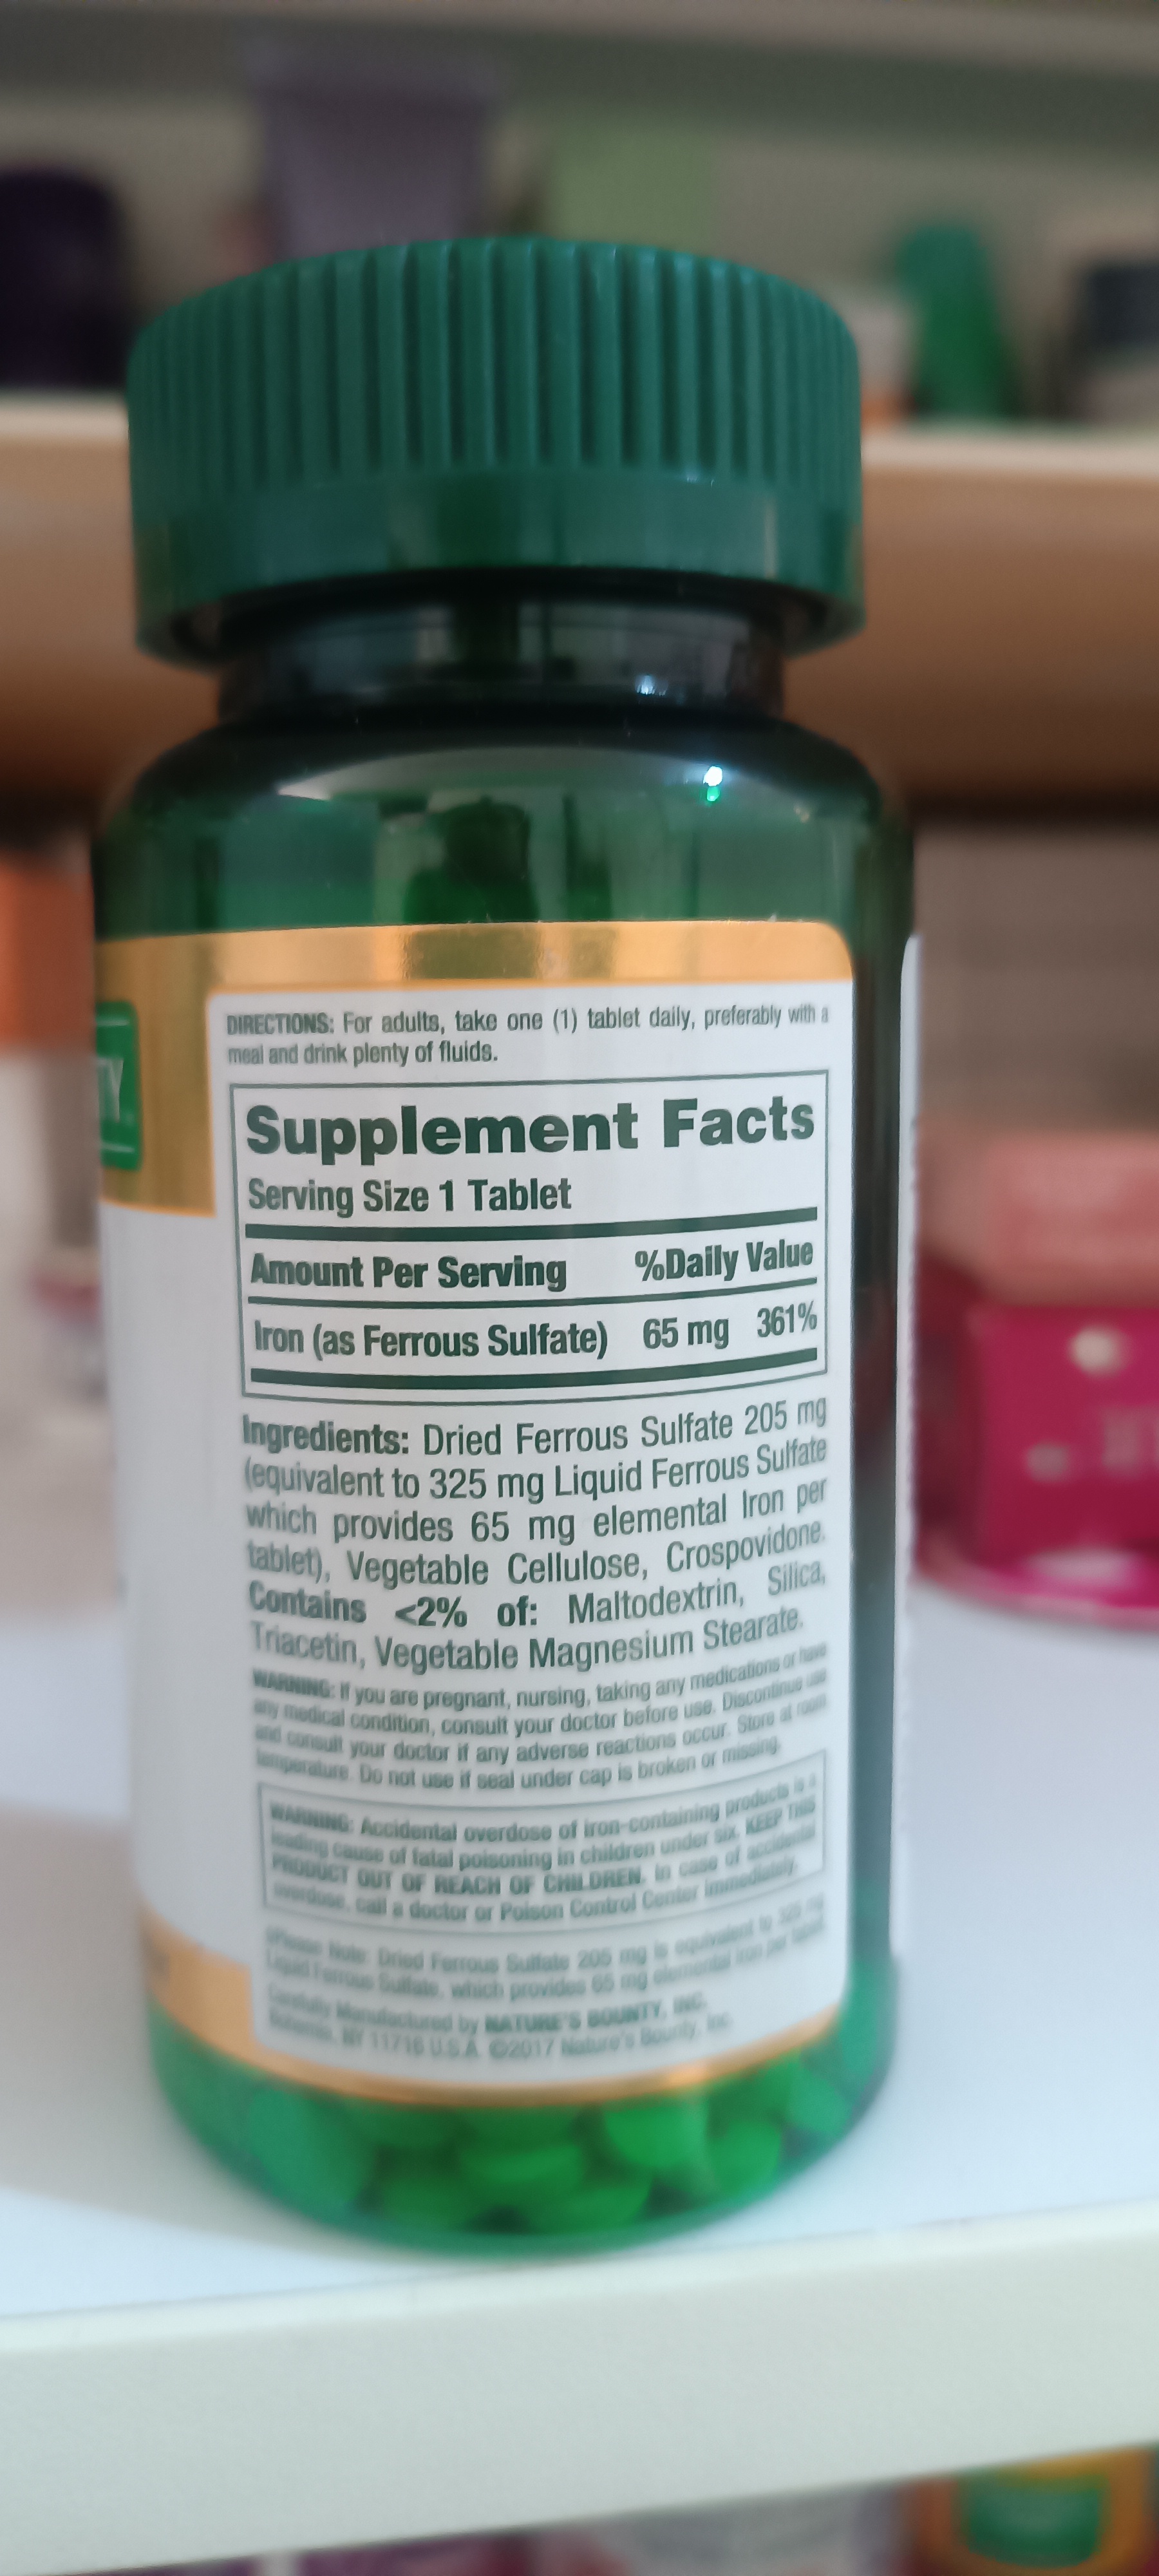 TY
DIRECTIONS: For adults, take one (1) tablet daily, preferably with a
meal and drink plenty of fluids.
Supplement Facts
Serving Size 1 Tablet
Amount Per Serving %Daily Value
Iron (as Ferrous Sulfate) 65 mg 361%
Ingredients: Dried Ferrous Sulfate 205 mg
(equivalent to 325 mg Liquid Ferrous Sulfate
which provides 65 mg elemental Iron per
tablet), Vegetable Cellulose, Crospovidone.
Contains <2% of: Maltodextrin, Silica,
Triacetin, Vegetable Magnesium Stearate.
WARNING: If you are pregnant, nursing, taking any medications or have
any medical condition, consult your doctor before use. Discontinue use
and consult your doctor if any adverse reactions occur. Store at room
temperature. Do not use if seal under cap is broken or missing.
WARNING: Accidental overdose of iron-containing products is a
leading cause of fatal poisoning in children under six. KEEP THIS
PRODUCT OUT OF REACH OF CHILDREN. In case of accidental
overdose, call a doctor or Poison Control Center immediately.
Please Note: Dried Ferrous Sulfate 205 mg is equivalent to 325 mg
Liquid Ferrous Sulfate, which provides 65 mg elemental iron per tablet.
Carefully Manufactured by NATURE'S BOUNTY, INC.
NY 11716 U.S.A. ©2017 Nature's Bounty, Inc.